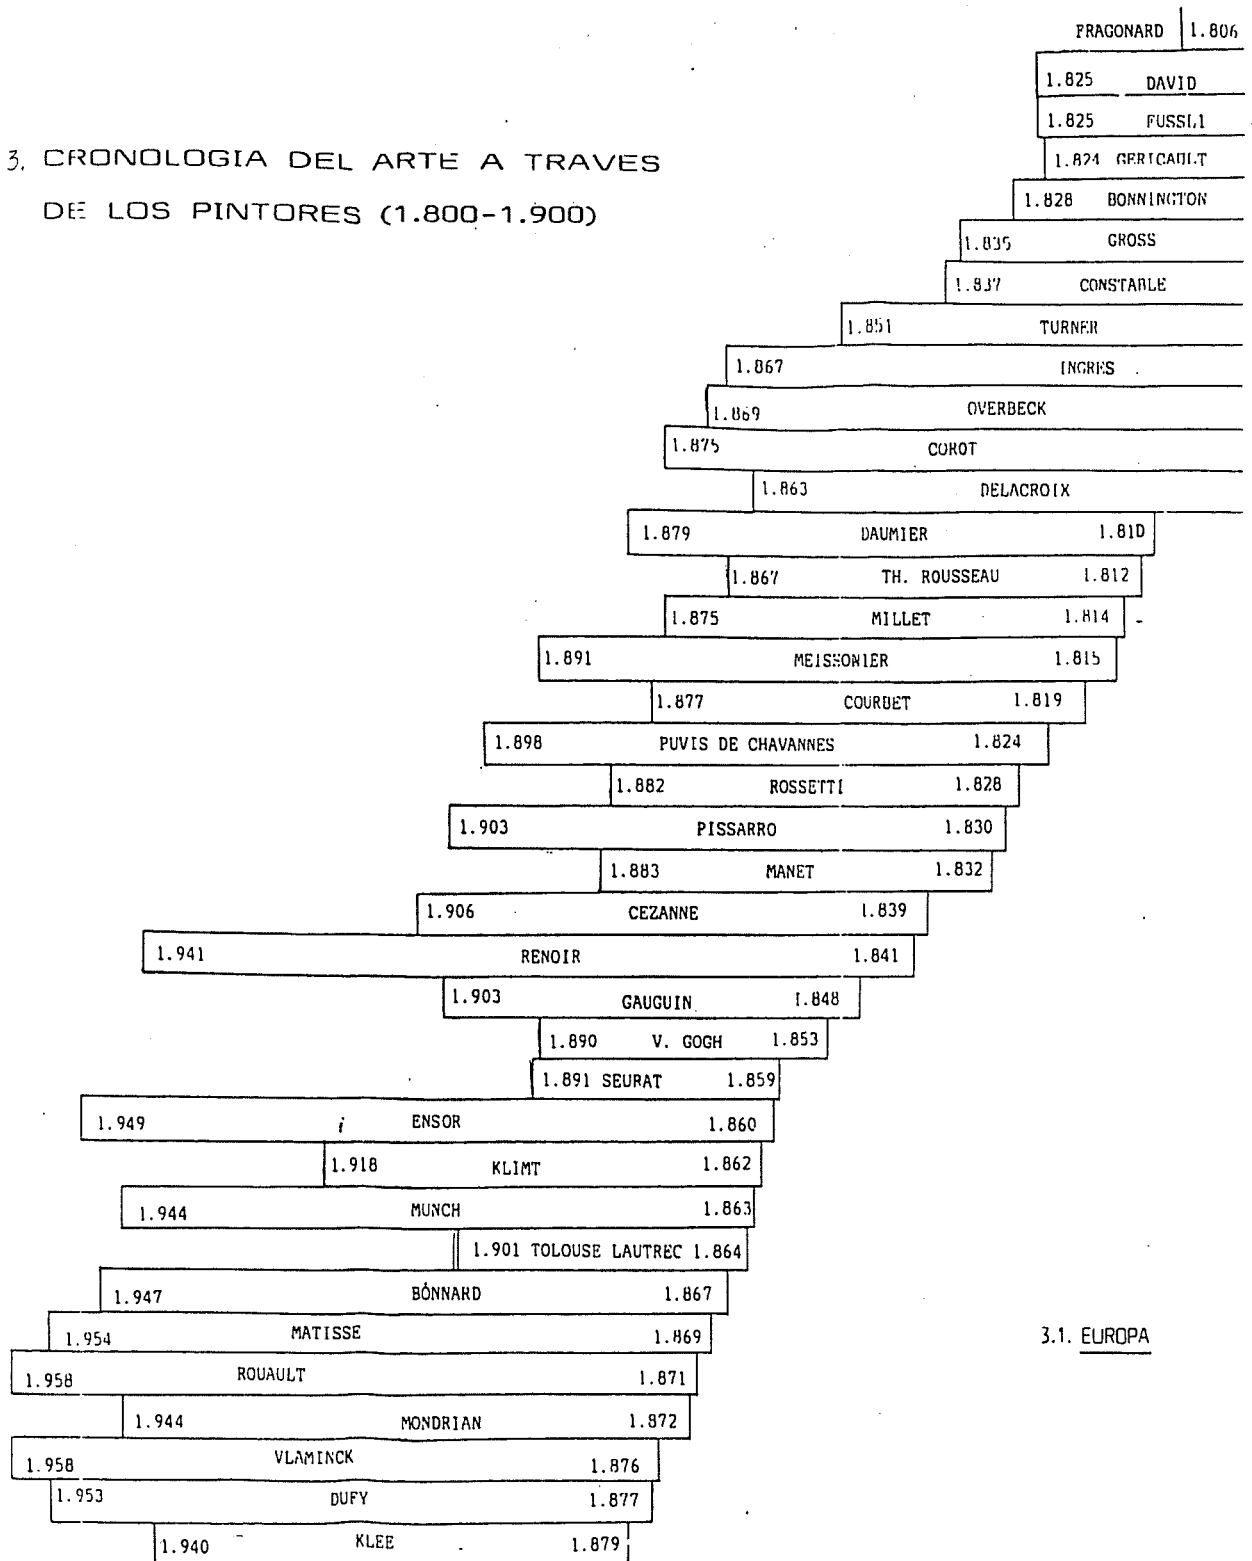 FRAGONARD 1.806
1.825 DAVID
1.825 FUSSLI
3. CRONOLOGIA DEL ARTE A TRAVES
1.824 GERICAULT
DE LOS PINTORES (1.800-1.900)
1.828 BONNINGTON
1.835 GROSS
1.837 CONSTABLE
1.851 TURNER
1.867 INGRES
1.869 OVERBECK
1.875 COROT
1.863 DELACROIX
1.879 DAUMIER 1.810
1.867 TH. ROUSSEAU 1.812
1.875 MILLET 1.814
1.891 MEISSONIER 1.815
1.877 COURBET 1.819
1.898 PUVIS DE CHAVANNES 1.824
1.882 ROSSETTI 1.828
1.903 PISSARRO 1.830
1.883 MANET 1.832
1.906 CEZANNE 1.839
1.941 RENOIR 1.841
1.903 GAUGUIN 1.848
1.890 V. GOGH 1.853
1.891 SEURAT 1.859
1.949 ENSOR 1.860
1.918 KLIMT 1.862
1.944 MUNCH 1.863
1.901 TOLOUSE LAUTREC 1.864
1.947 BONNARD 1.867
1.954 MATISSE 1.869
3.1. EUROPA
1.958 ROUAULT 1.871
1.944 MONDRIAN 1.872
1.958 VLAMINCK 1.876
1.953 DUFY 1.877
1.940 KLEE 1.879